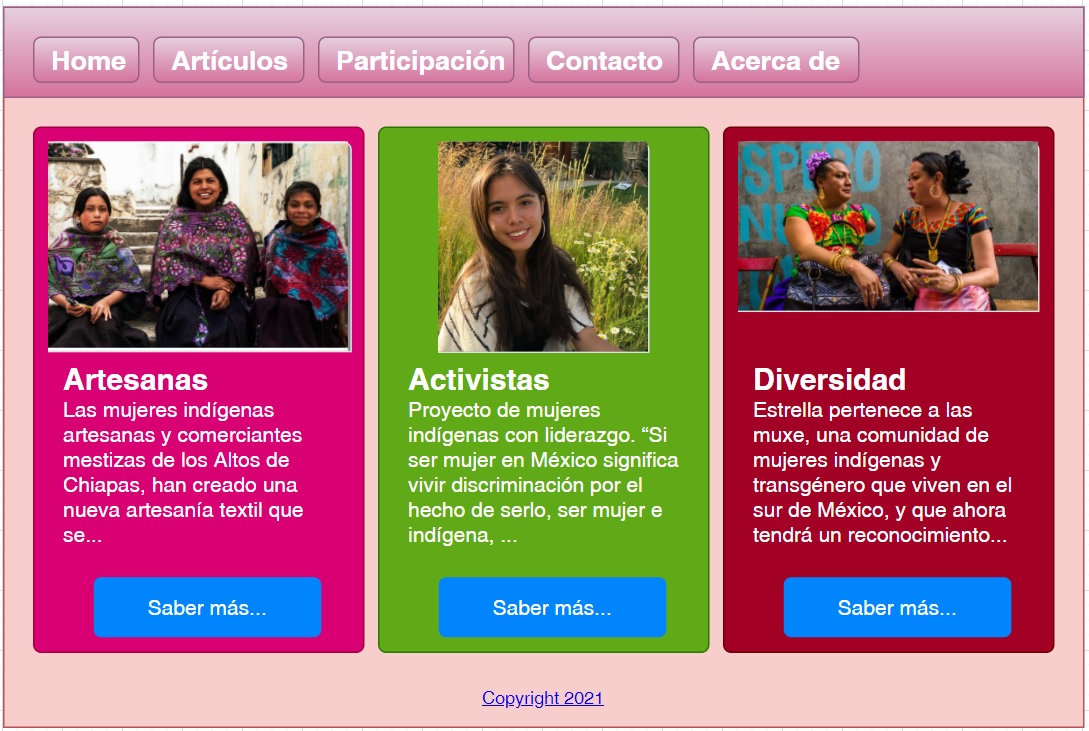 Home Artículos Participación Contacto Acerca de
Artesanas
Las mujeres indígenas
artesanas y comerciantes
mestizas de los Altos de
Chiapas, han creado una
nueva artesanía textil que
se...
Saber más...
Activistas
Proyecto de mujeres
indígenas con liderazgo. “Si
ser mujer en México significa
vivir discriminación por el
hecho de serlo, ser mujer e
indígena, ...
Saber más...
Diversidad
Estrella pertenece a las
muxe, una comunidad de
mujeres indígenas y
transgénero que viven en el
sur de México, y que ahora
tendrá un reconocimiento...
Saber más...
Copyright 2021